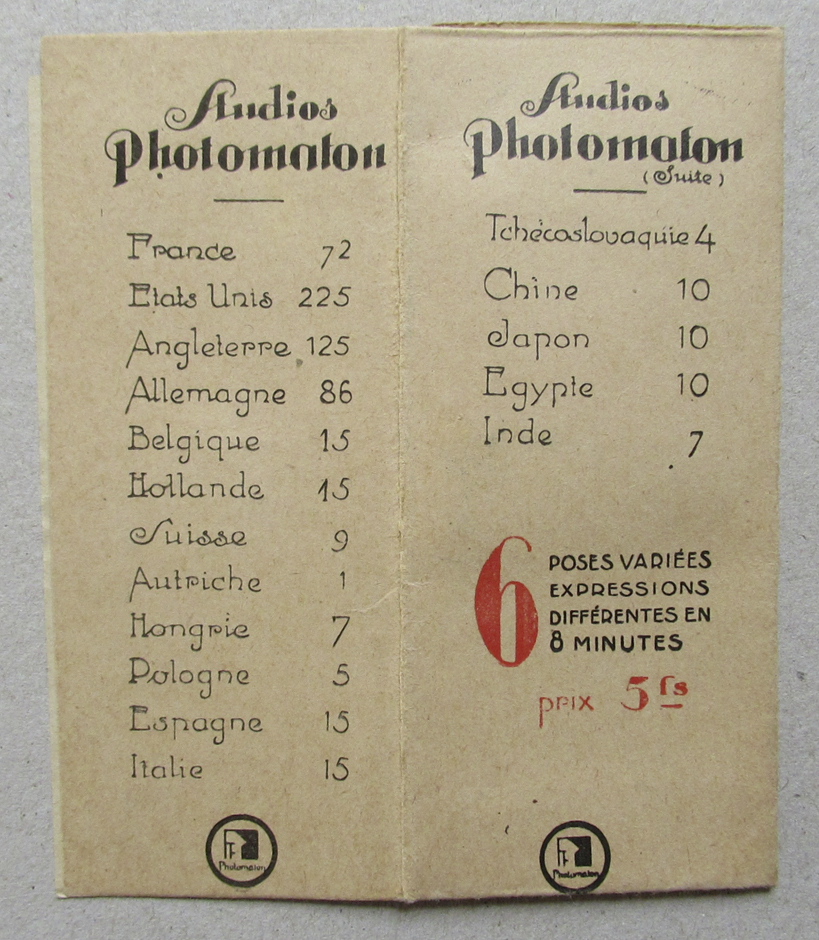 Studios
Photomaton
France 72
Etats Unis 225
Angleterre 125
Allemagne 86
Belgique 15
Hollande 15
Suisse 9
Autriche 1
Hongrie 7
Pologne 5
Espagne 15
Italie 15
Photomaton
Studios
Photomaton
(Suite)
Tchécoslovaquie 4
Chine 10
Japon 10
Egypte 10
Inde 7
6 POSES VARIÉES
EXPRESSIONS
DIFFÉRENTES EN
8 MINUTES
prix 5 fs
Photomaton